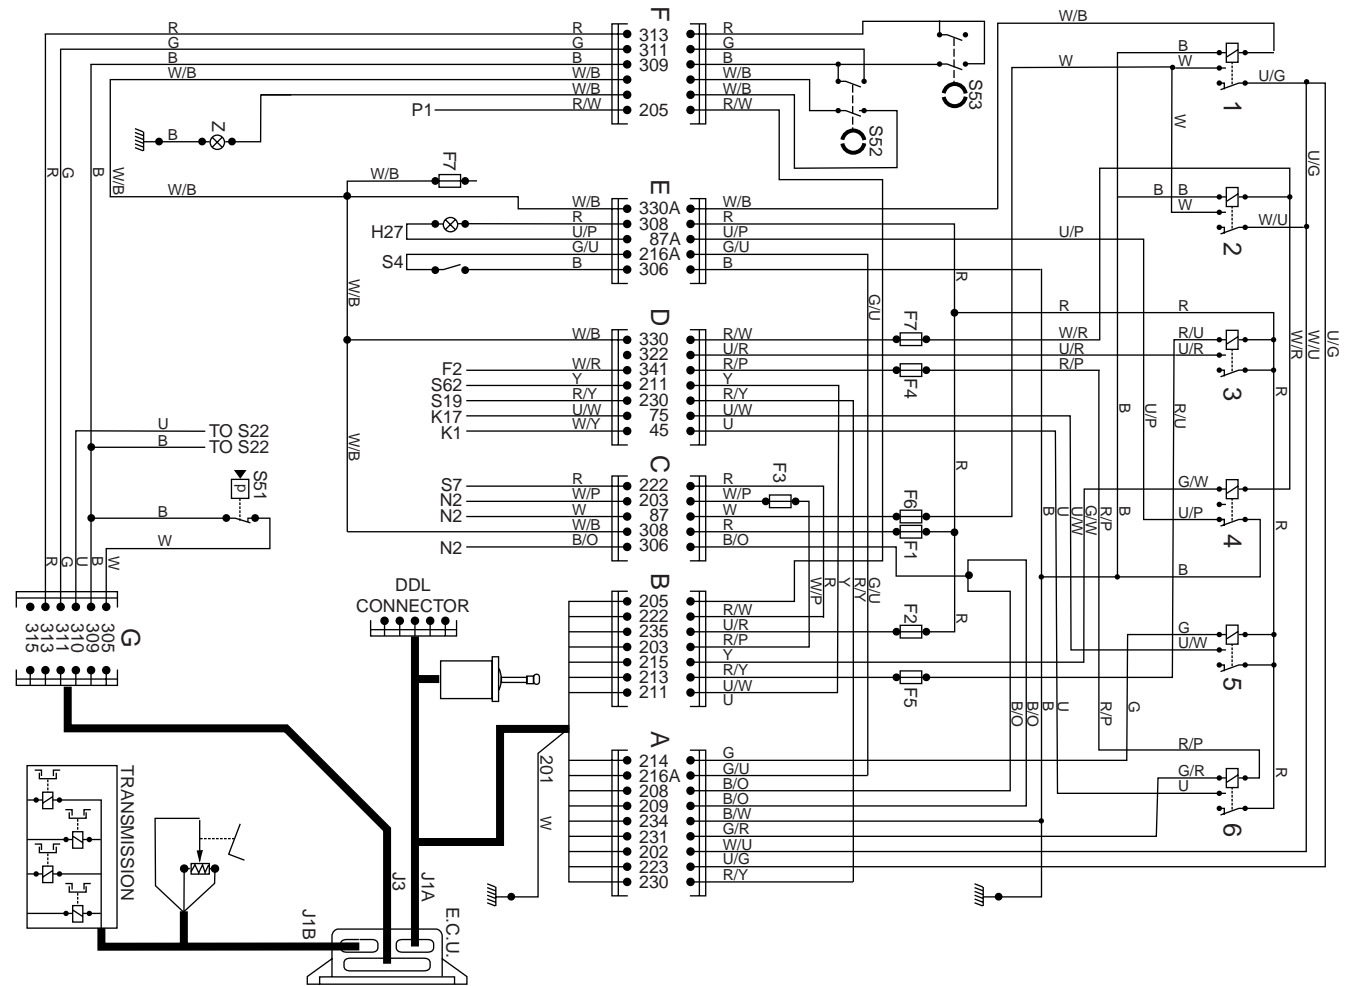 F
R R 313 R
G G 311 G
B B 309 B
W/B W/B W/B
W/B W/B
P1 R/W 205 R/W
Z
B
S53
S52
W/B
W
B
W
U/G
1
W
U/G
B B
W
W/U
2
R
G
B
W/B
W/B
F7
W/B
E
W/B 330A W/B
R 308 R
H27 U/P 87A U/P U/P
S4 G/U 216A G/U
B 306 B
R
G/U
W/B
W/R
W/U
U/G
D
W/B 330 R/W F7 W/R
322 U/R U/R
F2 W/R 341 R/P F4 R/P
S62 Y 211 Y
S19 R/Y 230 R/Y
K17 U/W 75 U/W
K1 W/Y 45 U
R R
R/U
U/R
3
R
B
U/P
R/U
W/B
U TO S22
B TO S22
S51
p
B
W
C
S7 R 222 R
N2 W/P 203 W/P F3
N2 W 87 W F6
W/B 308 R F1
N2 B/O 306 B/O
R
B
U
U/W
G/W
R/P
B
G/W
U/P
4
R
B
R
G
U
B
W
DDL
CONNECTOR
B
205
222 R/W
235 U/R F2
203 R/P
215 Y
213 R/Y F5
211 U/W
U
W/P
R
Y
R/Y
G/U
R
G
U/W
5
G
305
309
310
311
313
315
B/O
B/O
B
U
R/P
G
A
214 G
216A G/U
208 B/O
209 B/O
234 B/W
231 G/R
202 W/U
223 U/G
230 R/Y
R/P
G/R
U
6
R
201
W
TRANSMISSION
J3
J1A
J1B
E.C.U.